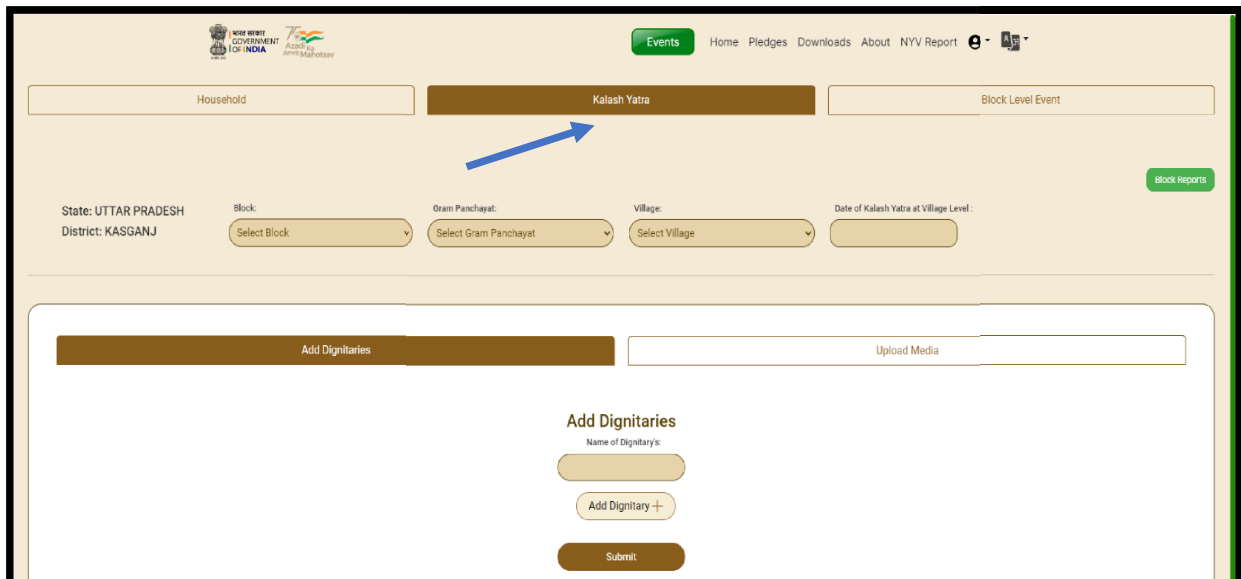 भारत सरकार
GOVERNMENT
OF INDIA
Azadi Ka
Amrit Mahotsav
Events
Home Pledges Downloads About NYV Report
Household
Kalash Yatra
Block Level Event
Block Reports
State: UTTAR PRADESH
District: KASGANJ
Block:
Select Block
Gram Panchayat:
Select Gram Panchayat
Village:
Select Village
Date of Kalash Yatra at Village Level :
Add Dignitaries
Upload Media
Add Dignitaries
Name of Dignitary's:
Add Dignitary+
Submit